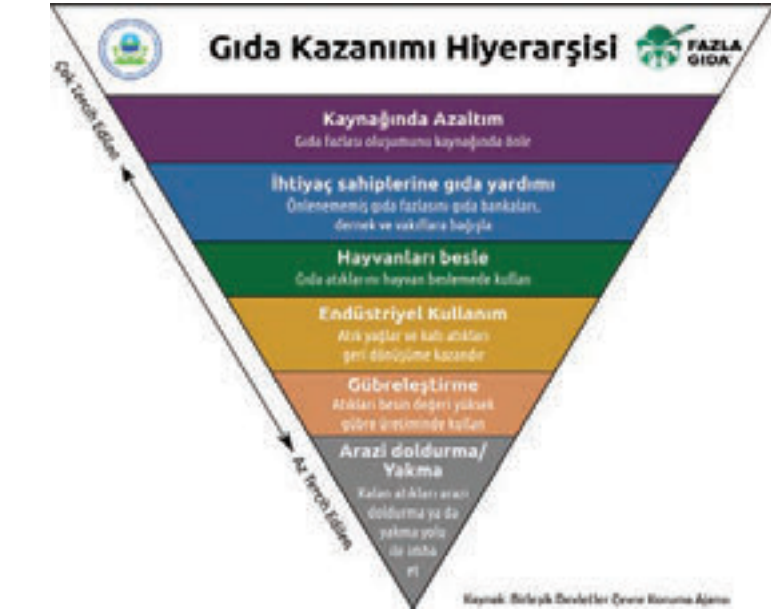 Gıda Kazanımı Hiyerarşisi
FAZLA
GIDA
Çok Tercih Edilen
Kaynağında Azaltım
Gıda fazlası oluşumunu kaynağında önle
İhtiyaç sahiplerine gıda yardımı
Önlenememiş gıda fazlasını gıda bankaları,
dernek ve vakıflara bağışla
Hayvanları besle
Gıda atıklarını hayvan beslemede kullan
Endüstriyel Kullanım
Atık yağları ve katı atıkları
geri dönüşüme kazandır
Gübreleştirme
Atıkları besin değeri yüksek
gübre üretiminde kullan
Arazi doldurma/
Yakma
Kalan atıkları arazi
doldurma ya da
yakma yolu
ile imha
et
Az Tercih Edilen
Kaynak: Birleşik Devletler Çevre Koruma Ajansı